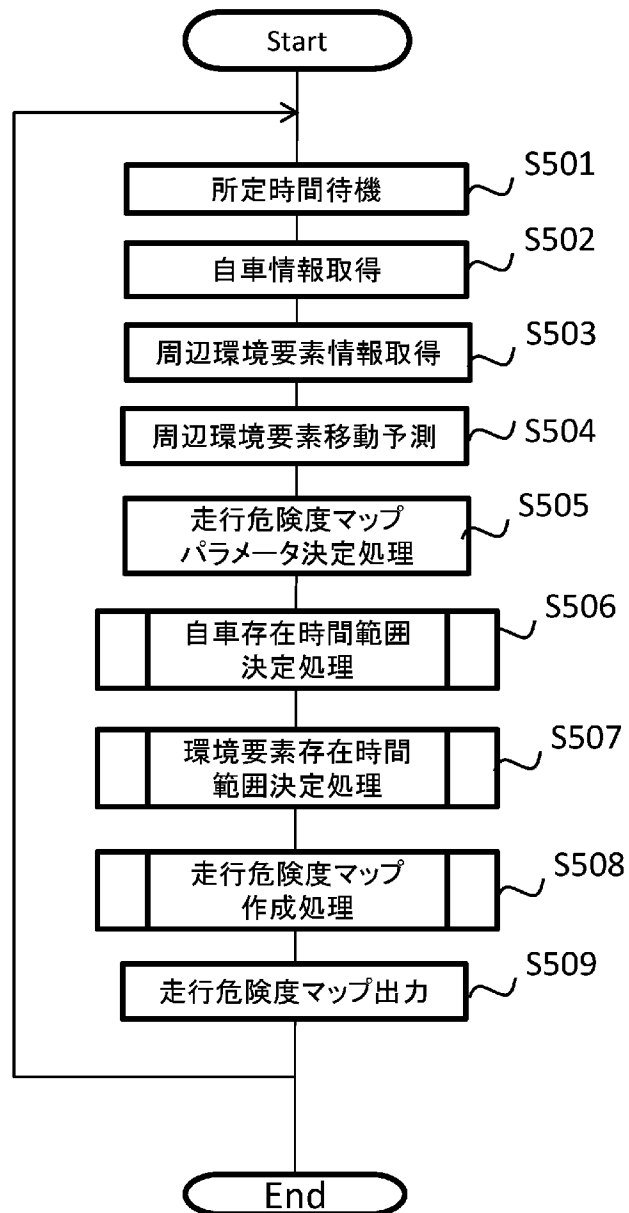 Start
所定時間待機
S501
自車情報取得
S502
周辺環境要素情報取得
S503
周辺環境要素移動予測
S504
走行危険度マップ
パラメータ決定処理
S505
自車存在時間範囲
決定処理
S506
環境要素存在時間
範囲決定処理
S507
走行危険度マップ
作成処理
S508
走行危険度マップ出力
S509
End